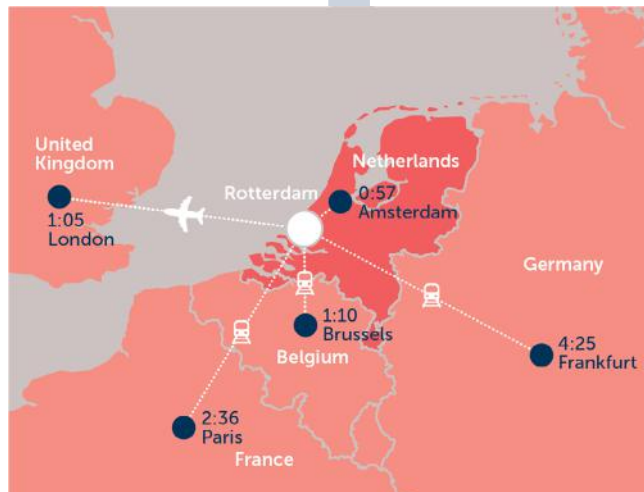 United
Kingdom
1:05
London
Rotterdam
Netherlands
0:57
Amsterdam
Germany
1:10
Brussels
Belgium
4:25
Frankfurt
2:36
Paris
France